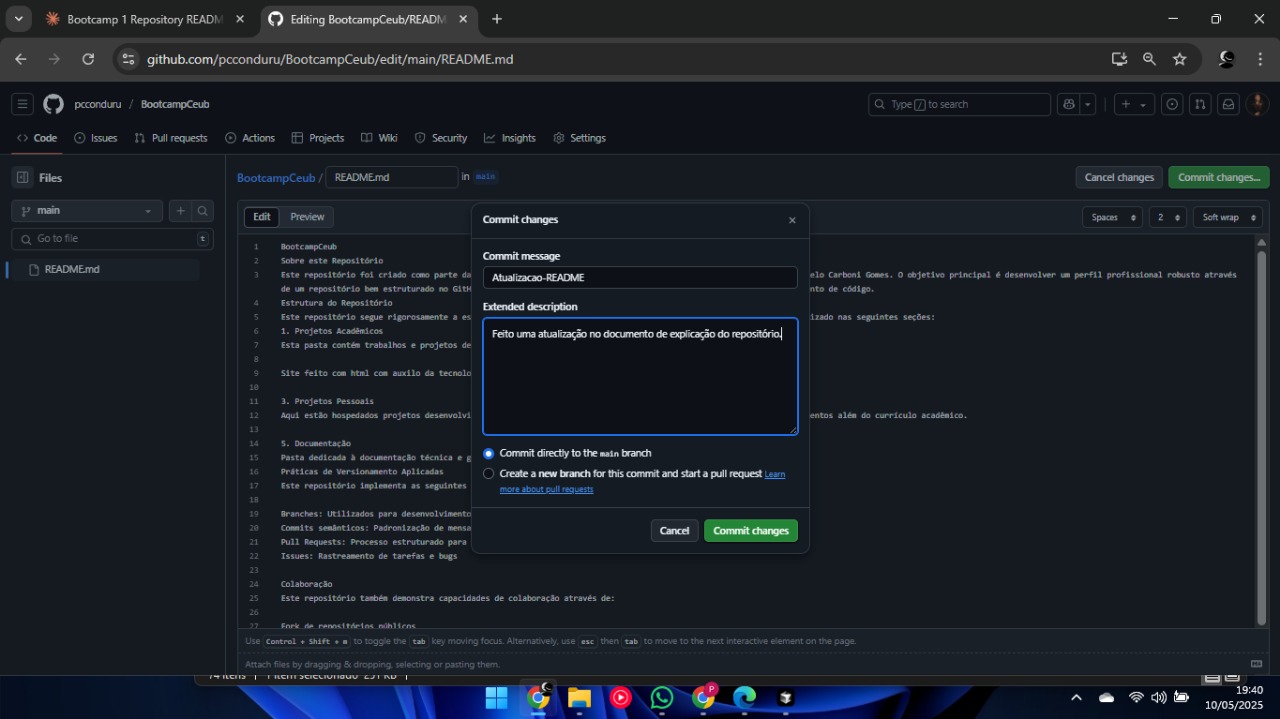 Bootcamp 1 Repository README
Editing BootcampCeub/README
github.com/pcconduru/BootcampCeub/edit/main/README.md
pcconduru / BootcampCeub
Type / to search
Code
Issues
Pull requests
Actions
Projects
Wiki
Security
Insights
Settings
Files
main
Go to file
t
README.md
BootcampCeub / README.md in main
Cancel changes
Commit changes...
Edit
Preview
Spaces
2
Soft wrap
1 BootcampCeub
2 Sobre este Repositório
3 Este repositório foi criado como parte da
elo Carboni Gomes. O objetivo principal é desenvolver um perfil profissional robusto através
de um repositório bem estruturado no GitH
nto de código.
4 Estrutura do Repositório
5 Este repositório segue rigorosamente a es
izado nas seguintes seções:
6 1. Projetos Acadêmicos
7 Esta pasta contém trabalhos e projetos de
8
9 Site feito com html com auxilo da tecnolo
10
11 3. Projetos Pessoais
12 Aqui estão hospedados projetos desenvolvi
entos além do currículo acadêmico.
13
14 5. Documentação
15 Pasta dedicada à documentação técnica e g
16 Práticas de Versionamento Aplicadas
17 Este repositório implementa as seguintes
18
19 Branches: Utilizados para desenvolvimento
20 Commits semânticos: Padronização de mensa
21 Pull Requests: Processo estruturado para
22 Issues: Rastreamento de tarefas e bugs
23
24 Colaboração
25 Este repositório também demonstra capacidades de colaboração através de:
26
27 Fork de repositórios públicos
Commit changes
Commit message
Atualizacao-README
Extended description
Feito uma atualização no documento de explicação do repositório.
Commit directly to the main branch
Create a new branch for this commit and start a pull request Learn
more about pull requests
Cancel
Commit changes
Use Control + Shift + m to toggle the tab key moving focus. Alternatively, use esc then tab to move to the next interactive element on the page.
Attach files by dragging & dropping, selecting or pasting them.
74 itens 1 item selecionado 251 KB
P
19:40
10/05/2025